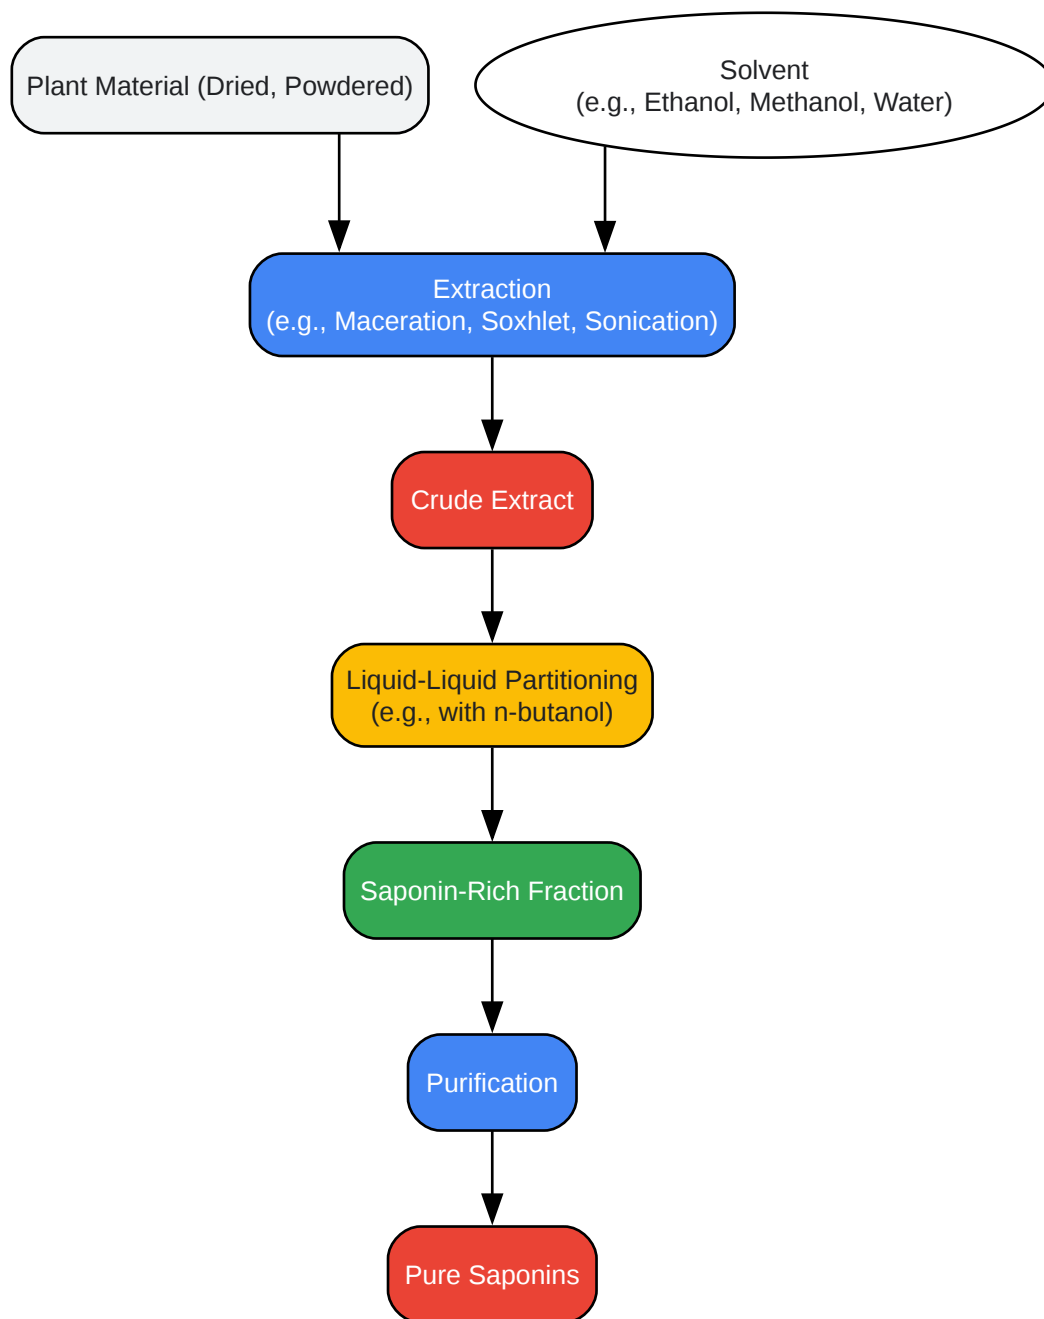 Plant Material (Dried, Powdered)
Solvent
(e.g., Ethanol, Methanol, Water)
Extraction
(e.g., Maceration, Soxhlet, Sonication)
Crude Extract
Liquid-Liquid Partitioning
(e.g., with n-butanol)
Saponin-Rich Fraction
Purification
Pure Saponins